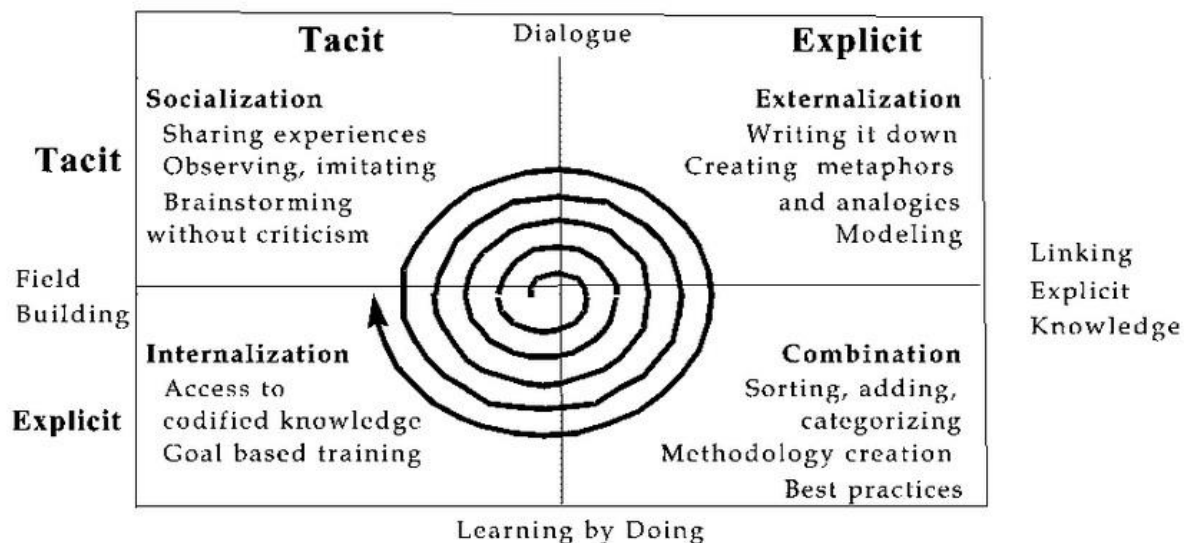 Tacit
Dialogue
Explicit
Tacit
Socialization
Sharing experiences
Observing, imitating
Brainstorming
without criticism
Externalization
Writing it down
Creating metaphors
and analogies
Modeling
Field
Building
Linking
Explicit
Knowledge
Explicit
Internalization
Access to
codified knowledge
Goal based training
Combination
Sorting, adding,
categorizing
Methodology creation
Best practices
Learning by Doing